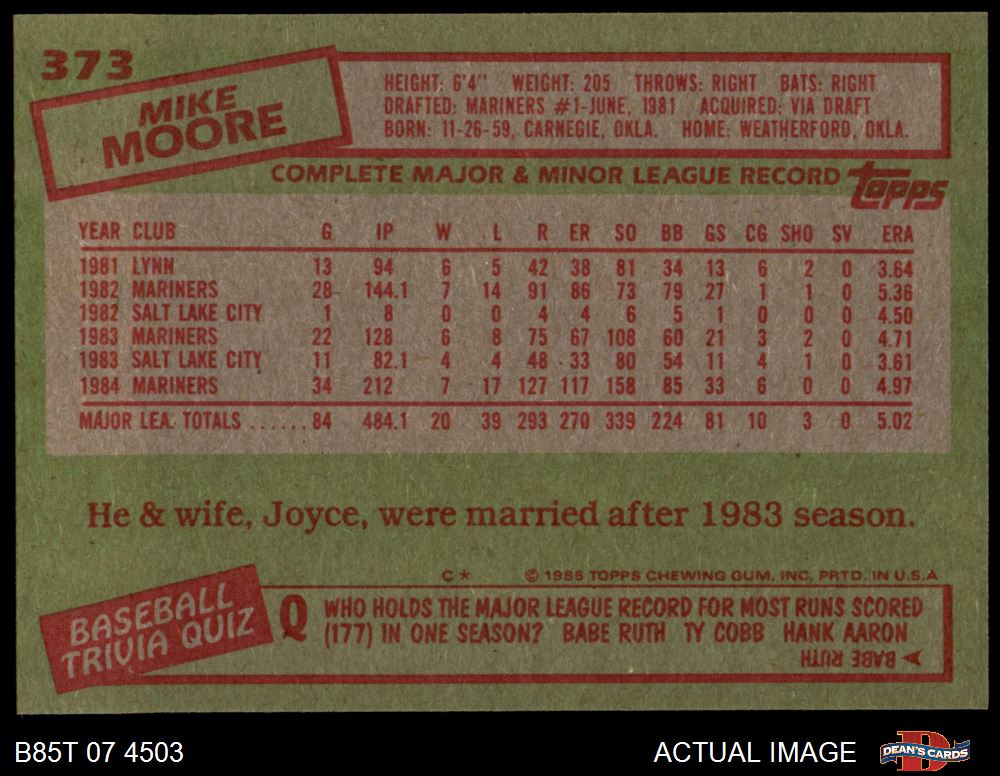 373
MIKE
MOORE
HEIGHT: 6'4" WEIGHT: 205 THROWS: RIGHT BATS: RIGHT
DRAFTED: MARINERS #1-JUNE, 1981 ACQUIRED: VIA DRAFT
BORN: 11-26-59, CARNEGIE, OKLA. HOME: WEATHERFORD, OKLA.
COMPLETE MAJOR & MINOR LEAGUE RECORD topps
YEAR CLUB G IP W L R ER SO BB GS CG SHO SV ERA
1981 LYNN 13 94 6 5 42 38 81 34 13 6 2 0 3.64
1982 MARINERS 28 144.1 7 14 91 86 73 79 27 1 1 0 5.36
1982 SALT LAKE CITY 1 8 0 0 4 4 6 5 1 0 0 0 4.50
1983 MARINERS 22 128 6 8 75 67 108 60 21 3 2 0 4.71
1983 SALT LAKE CITY 11 82.1 4 4 48 33 80 54 11 4 1 0 3.61
1984 MARINERS 34 212 7 17 127 117 158 85 33 6 0 0 4.97
MAJOR LEA. TOTALS ......84 484.1 20 39 293 270 339 224 81 10 3 0 5.02
He & wife, Joyce, were married after 1983 season.
C* © 1985 TOPPS CHEWING GUM, INC. PRTD. IN U.S.A
BASEBALL
TRIVIA QUIZ
Q WHO HOLDS THE MAJOR LEAGUE RECORD FOR MOST RUNS SCORED
(177) IN ONE SEASON? BABE RUTH TY COBB HANK AARON
BABE RUTH
B85T 07 4503
ACTUAL IMAGE
D
DEAN'S CARDS